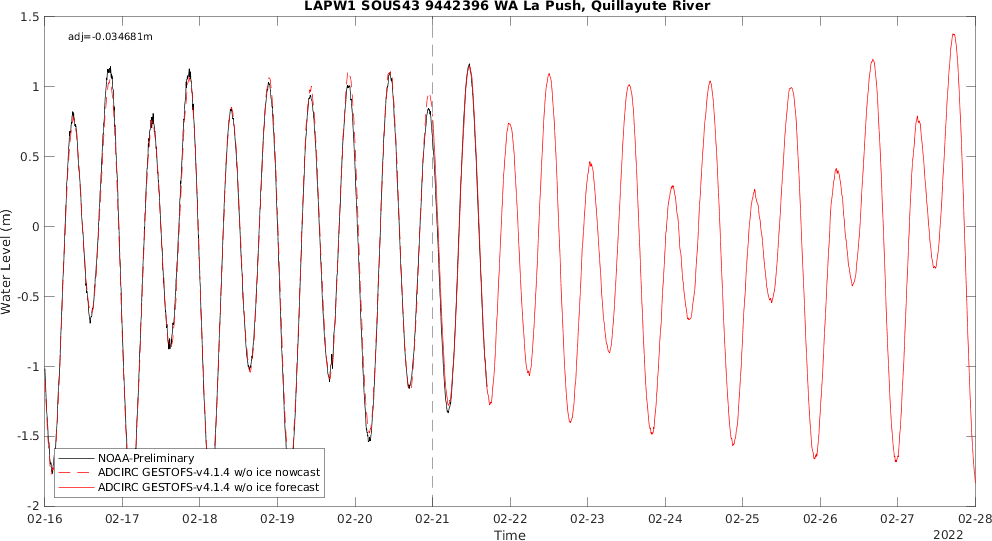 LAPW1 SOUS43 9442396 WA La Push, Quillayute River
adj=-0.034681m
1.5
1
0.5
0
-0.5
-1
-1.5
-2
Water Level (m)
NOAA-Preliminary
ADCIRC GESTOFS-v4.1.4 w/o ice nowcast
ADCIRC GESTOFS-v4.1.4 w/o ice forecast
02-16 02-17 02-18 02-19 02-20 02-21 02-22 02-23 02-24 02-25 02-26 02-27 02-28
Time
2022